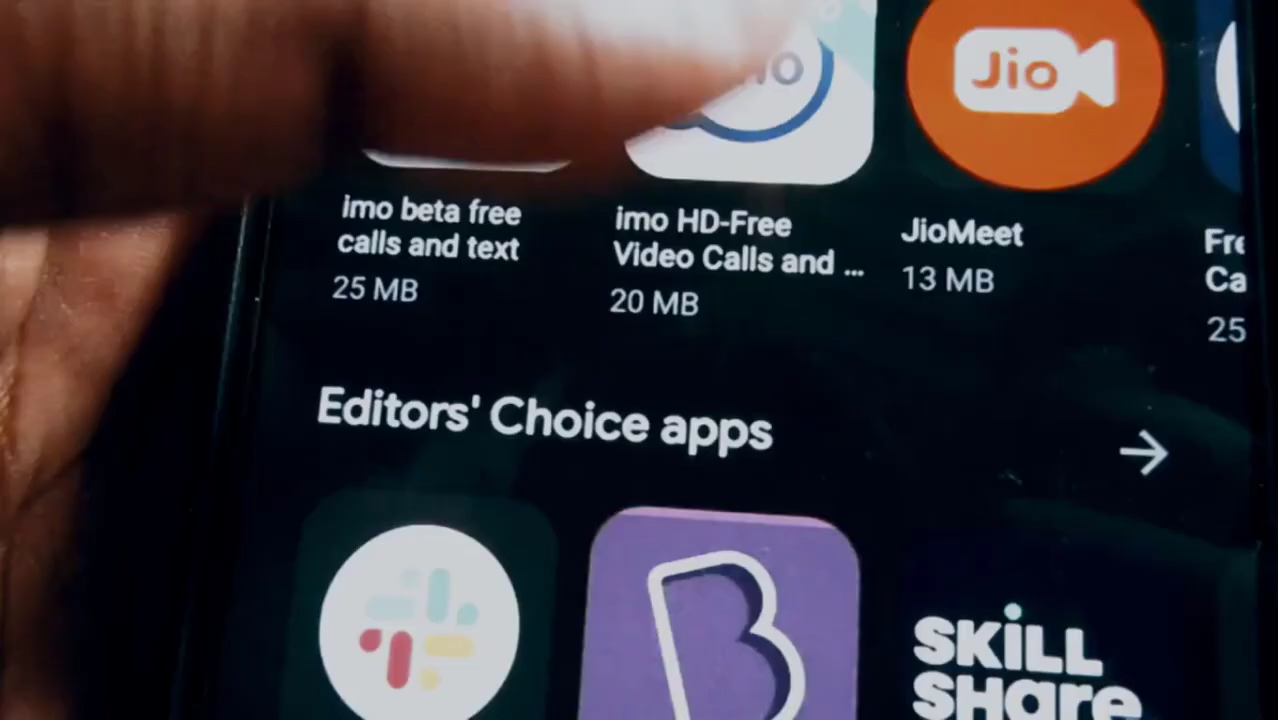 Jio
imo beta free
calls and text
25 MB
imo HD-Free
Video Calls and ...
20 MB
JioMeet
13 MB
Fre
Ca
25
Editors' Choice apps
B
SKILL
SHare